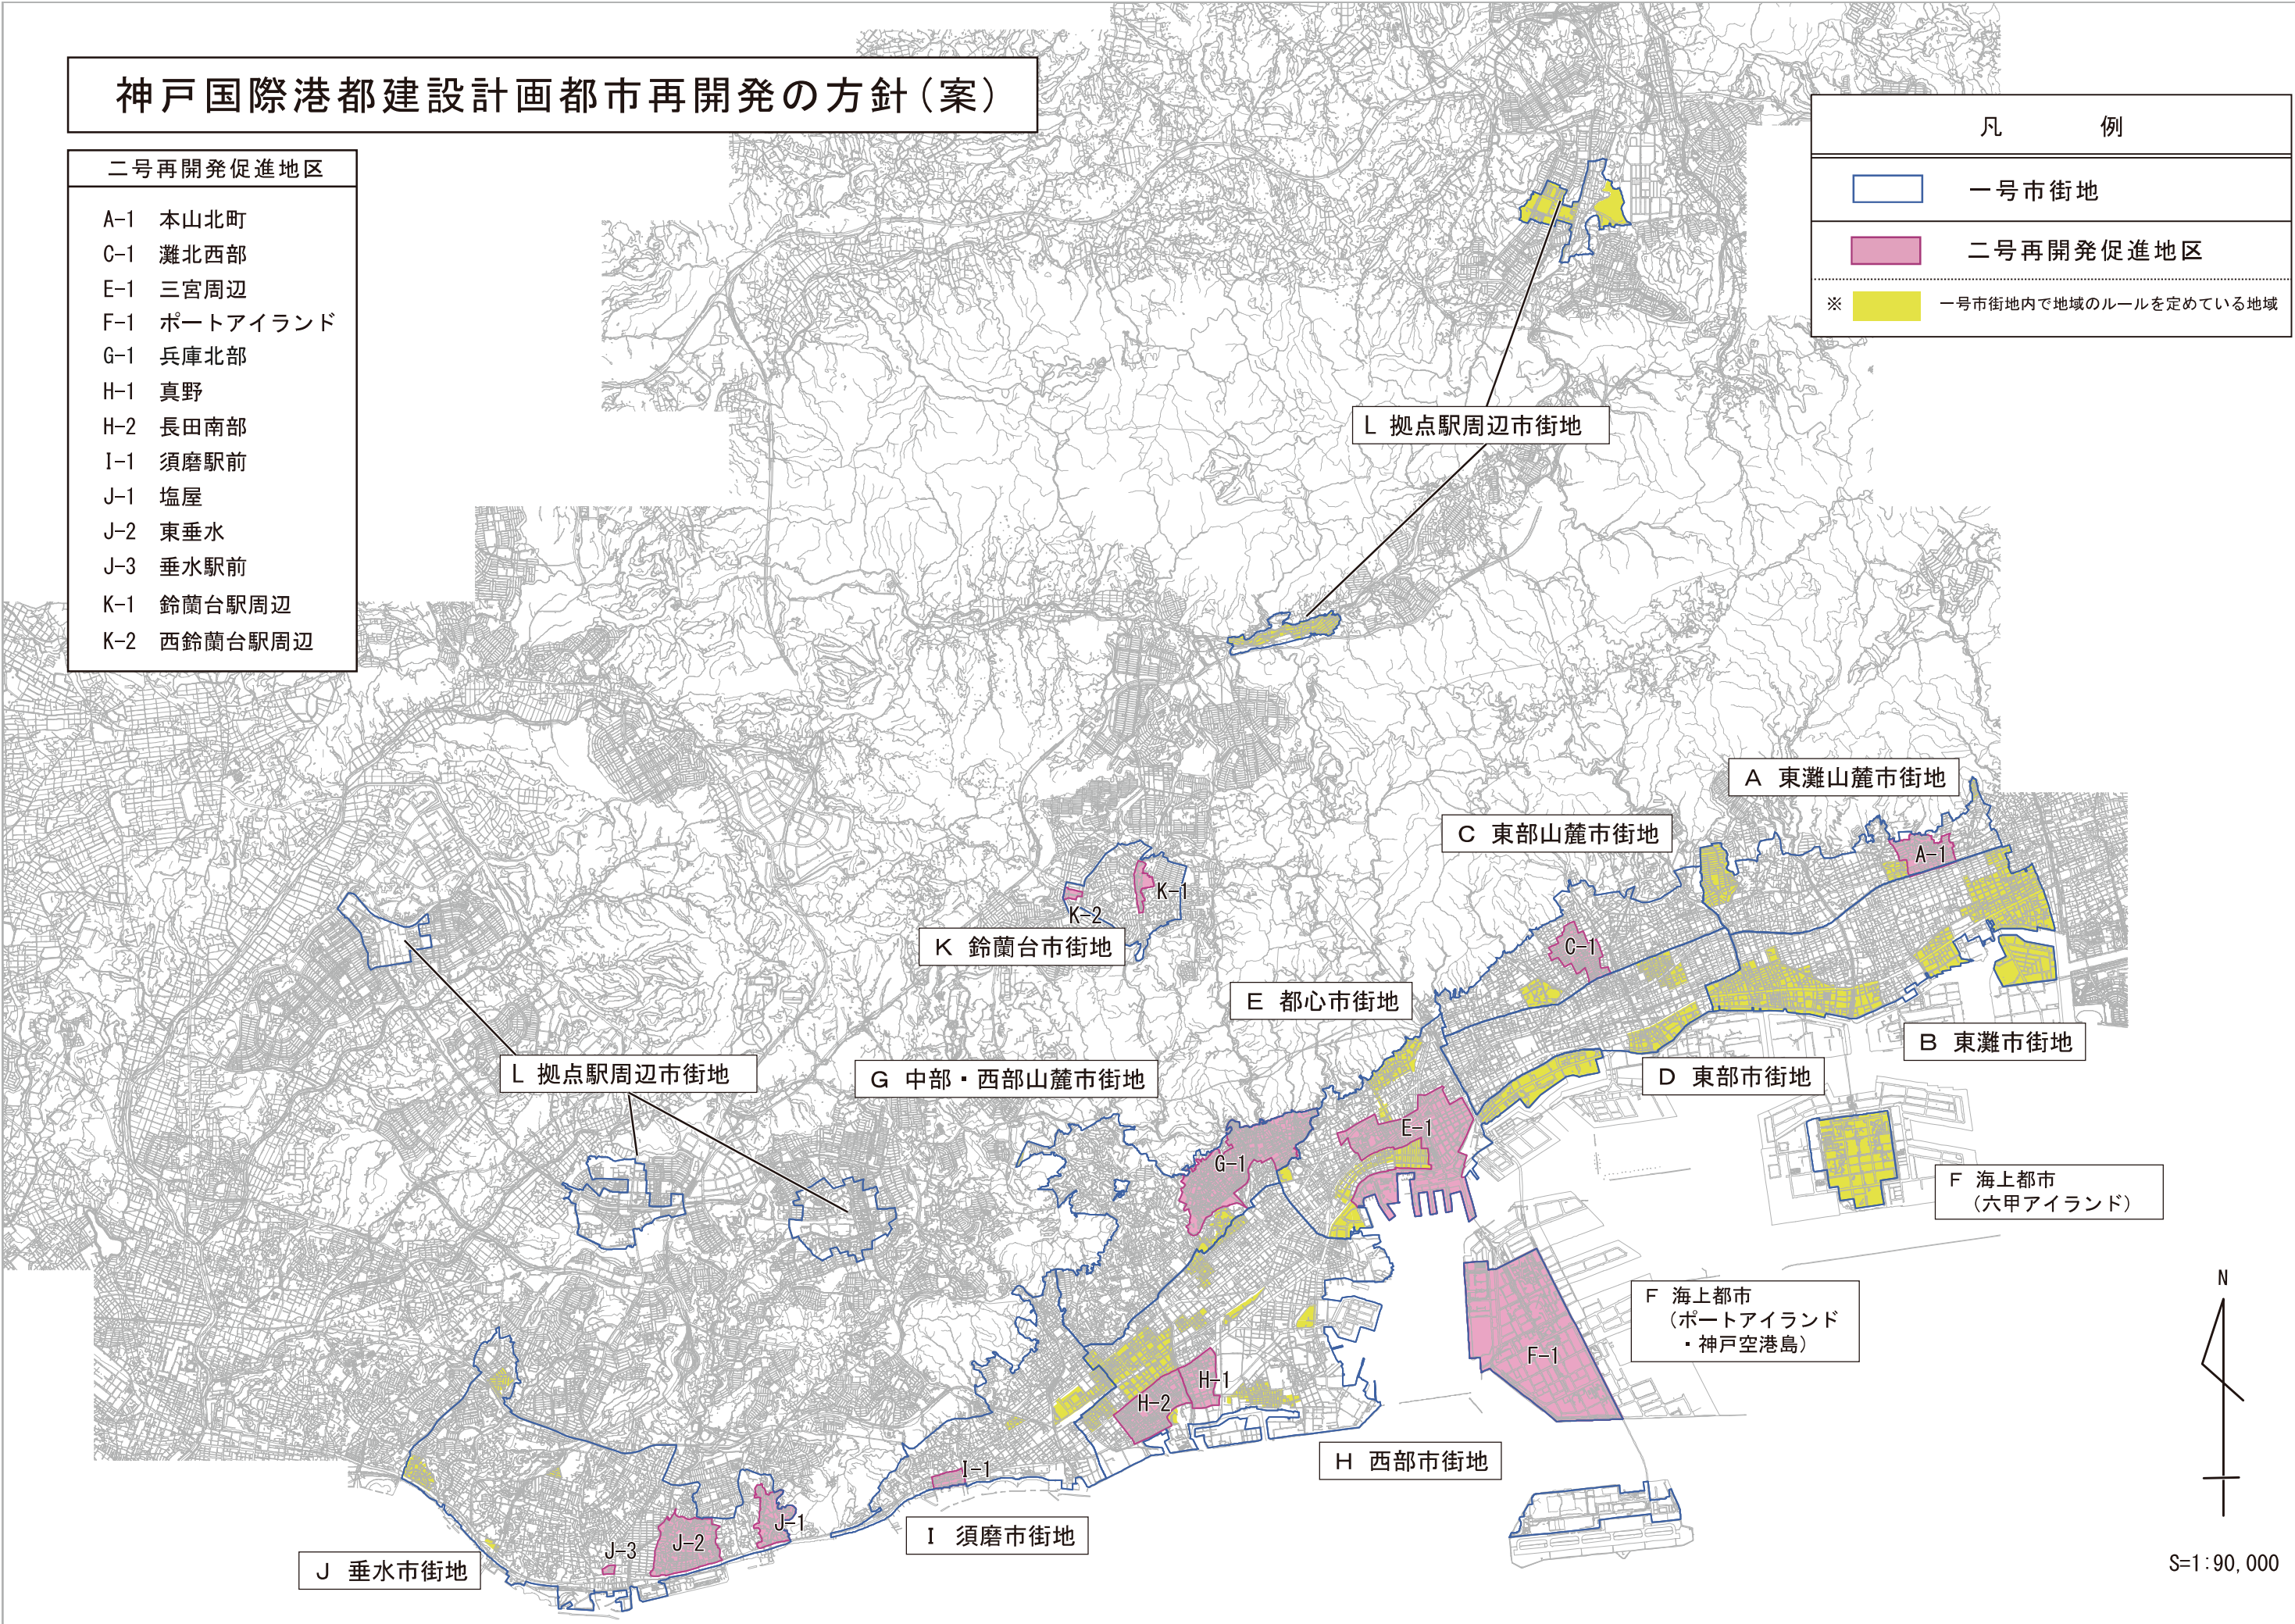 神戸国際港都建設計画都市再開発の方針(案)
二号再開発促進地区
A-1 本山北町
C-1 灘北西部
E-1 三宮周辺
F-1 ポートアイランド
G-1 兵庫北部
H-1 真野
H-2 長田南部
I-1 須磨駅前
J-1 塩屋
J-2 東垂水
J-3 垂水駅前
K-1 鈴蘭台駅周辺
K-2 西鈴蘭台駅周辺
凡 例
一号市街地
二号再開発促進地区
※ 一号市街地内で地域のルールを定めている地域
L 拠点駅周辺市街地
A 東灘山麓市街地
C 東部山麓市街地
A-1
K-1
K-2
K 鈴蘭台市街地
C-1
E 都心市街地
B 東灘市街地
L 拠点駅周辺市街地
G 中部・西部山麓市街地
D 東部市街地
E-1
G-1
F 海上都市
(六甲アイランド)
F 海上都市
(ポートアイランド
・神戸空港島)
F-1
H-1
H-2
H 西部市街地
I-1
I 須磨市街地
J-1
J-2
J-3
J 垂水市街地
N
S=1:90,000